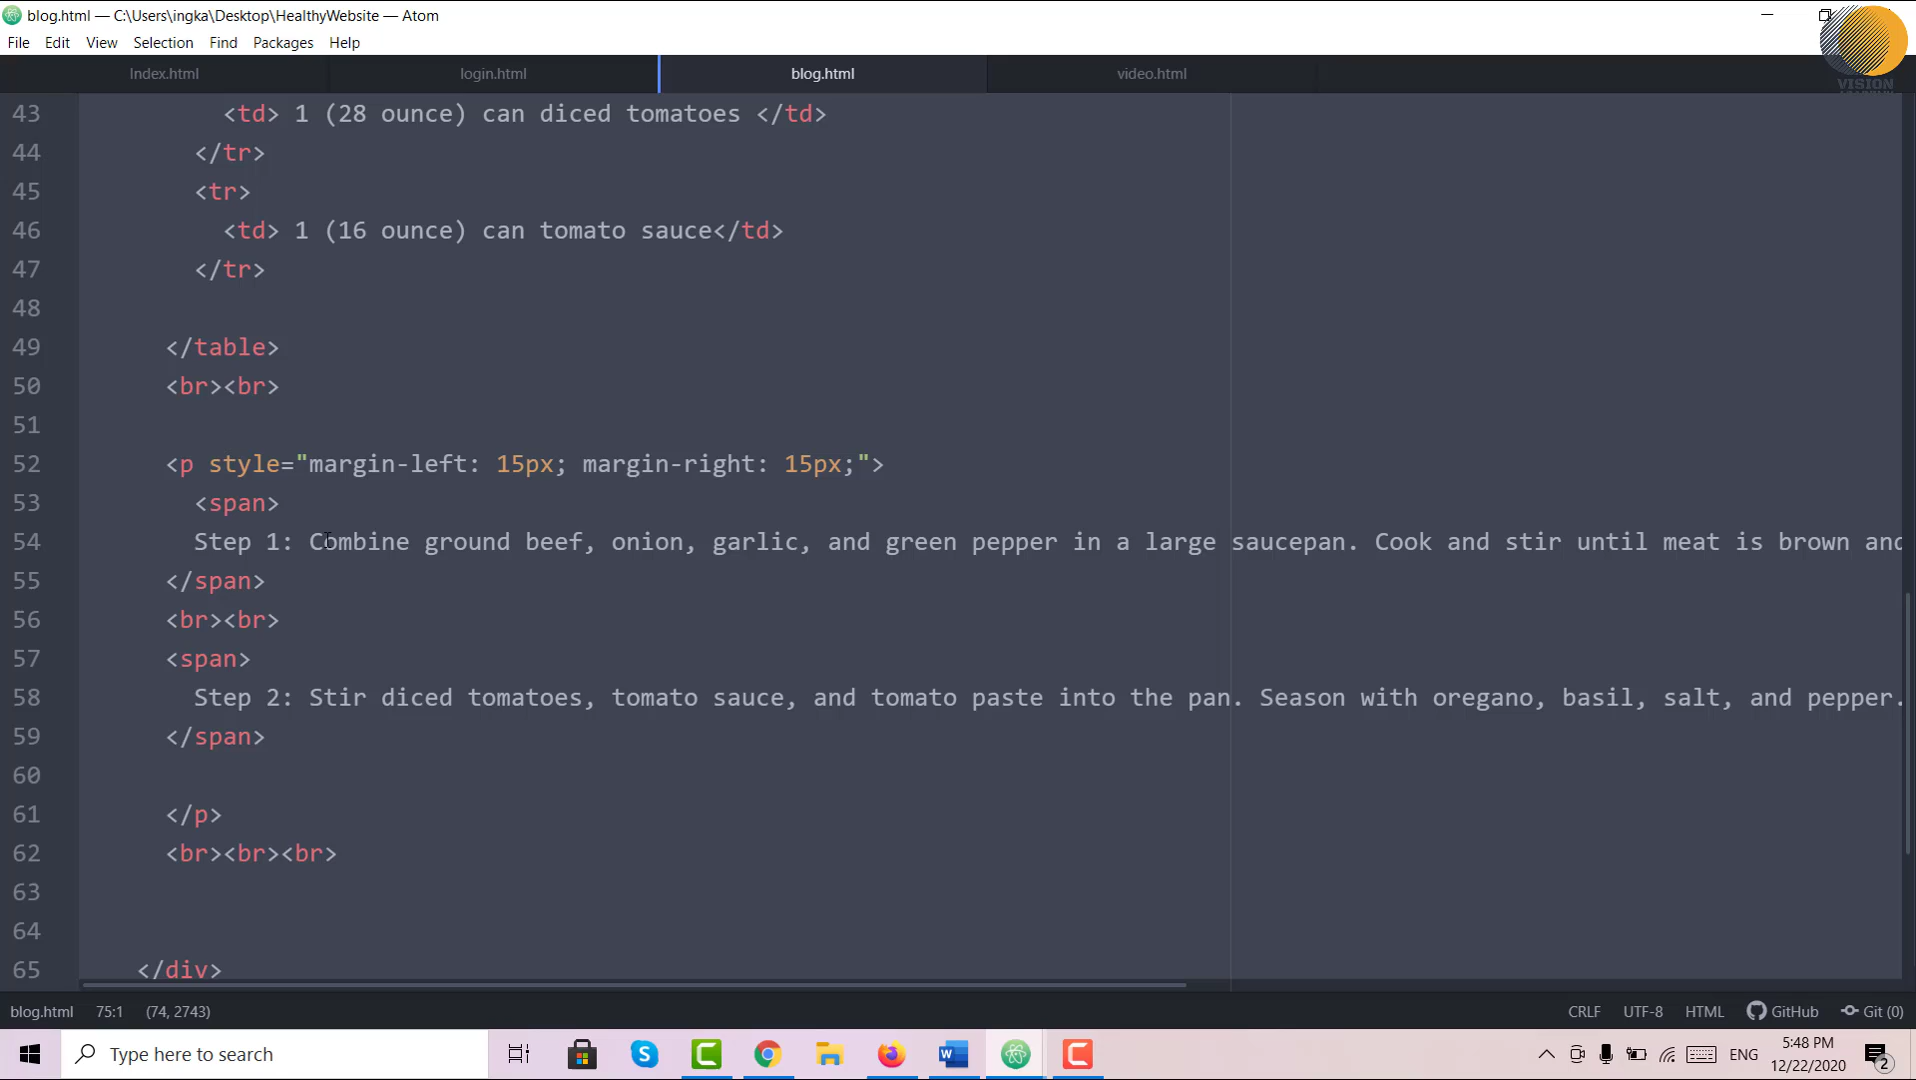 blog.html — C:\Users\ingka\Desktop\HealthyWebsite — Atom
File Edit View Selection Find Packages Help
VISION
Index.html login.html blog.html video.html
43 <td> 1 (28 ounce) can diced tomatoes </td>
44 </tr>
45 <tr>
46 <td> 1 (16 ounce) can tomato sauce</td>
47 </tr>
48
49 </table>
50 <br><br>
51
52 <p style="margin-left: 15px; margin-right: 15px;">
53 <span>
54 Step 1: Combine ground beef, onion, garlic, and green pepper in a large saucepan. Cook and stir until meat is brown and
55 </span>
56 <br><br>
57 <span>
58 Step 2: Stir diced tomatoes, tomato sauce, and tomato paste into the pan. Season with oregano, basil, salt, and pepper.
59 </span>
60
61 </p>
62 <br><br><br>
63
64
65 </div>
blog.html 75:1 (74, 2743) CRLF UTF-8 HTML GitHub Git (0)
Type here to search
ENG
5:48 PM
12/22/2020
2